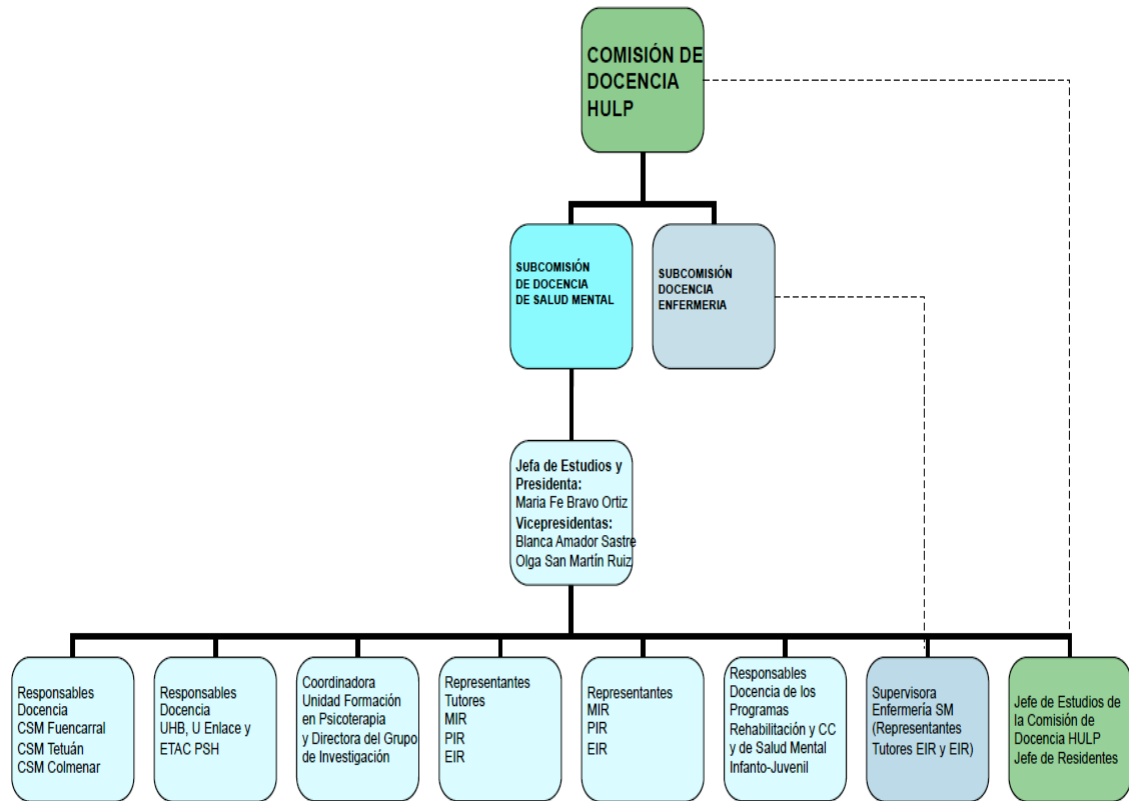 COMISIÓN DE
DOCENCIA
HULP
SUBCOMISIÓN
DE DOCENCIA
DE SALUD MENTAL
SUBCOMISIÓN
DOCENCIA
ENFERMERIA
Jefa de Estudios y
Presidenta:
Maria Fe Bravo Ortiz
Vicepresidentas:
Blanca Amador Sastre
Olga San Martín Ruiz
Responsables
Docencia
CSM Fuencarral
CSM Tetuán
CSM Colmenar
Responsables
Docencia
UHB, U Enlace y
ETAC PSH
Coordinadora
Unidad Formación
en Psicoterapia
y Directora del Grupo
de Investigación
Representantes
Tutores
MIR
PIR
EIR
Representantes
MIR
PIR
EIR
Responsables
Docencia de los
Programas
Rehabilitación y CC
y de Salud Mental
Infanto-Juvenil
Supervisora
Enfermería SM
(Representantes
Tutores EIR y EIR)
Jefe de Estudios de
la Comisión de
Docencia HULP
Jefe de Residentes